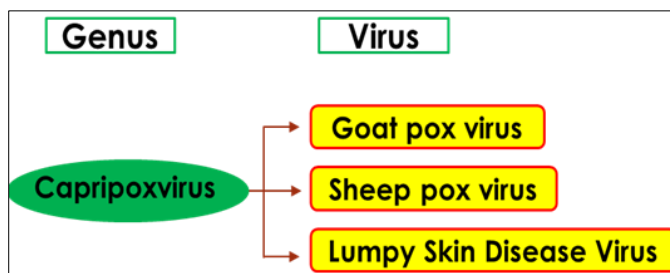 Genus
Virus
Goat pox virus
Capripoxvirus
Sheep pox virus
Lumpy Skin Disease Virus